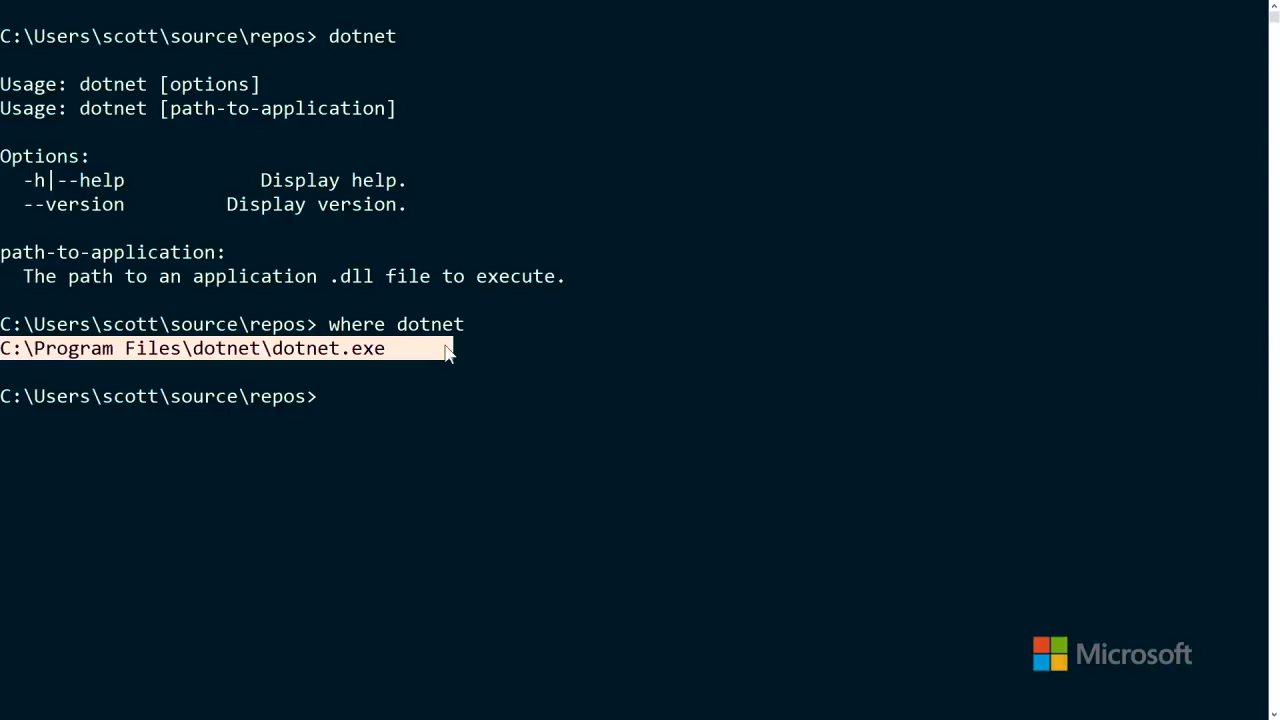 C:\Users\scott\source\repos> dotnet
Usage: dotnet [options]
Usage: dotnet [path-to-application]
Options:
  -h|--help            Display help.
  --version         Display version.
path-to-application:
  The path to an application .dll file to execute.
C:\Users\scott\source\repos> where dotnet
C:\Program Files\dotnet\dotnet.exe
C:\Users\scott\source\repos>
Microsoft